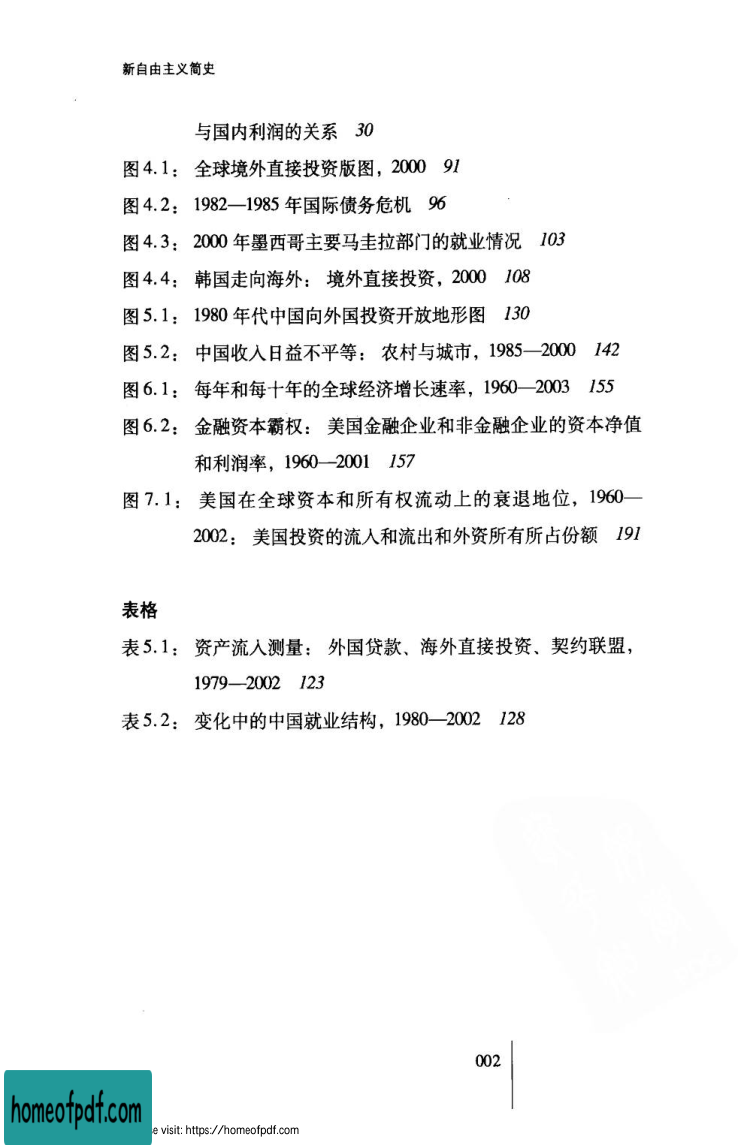 新自由主义简史
与国内利润的关系 30
图4.1： 全球境外直接投资版图，2000 91
图4.2： 1982—1985年国际债务危机 96
图4.3： 2000年墨西哥主要马圭拉部门的就业情况 103
图4.4： 韩国走向海外： 境外直接投资，2000 108
图5.1： 1980年代中国向外国投资开放地形图 130
图5.2： 中国收入日益不平等： 农村与城市，1985—2000 142
图6.1： 每年和每十年的全球经济增长速率，1960—2003 155
图6.2： 金融资本霸权： 美国金融企业和非金融企业的资本净值
和利润率，1960—2001 157
图7.1： 美国在全球资本和所有权流动上的衰退地位，1960—
2002： 美国投资的流入和流出和外资所有所占份额 191
表格
表5.1： 资产流入测量： 外国贷款、海外直接投资、契约联盟，
1979—2002 123
表5.2： 变化中的中国就业结构，1980—2002 128
002
homeofpdf.com
e visit: https://homeofpdf.com